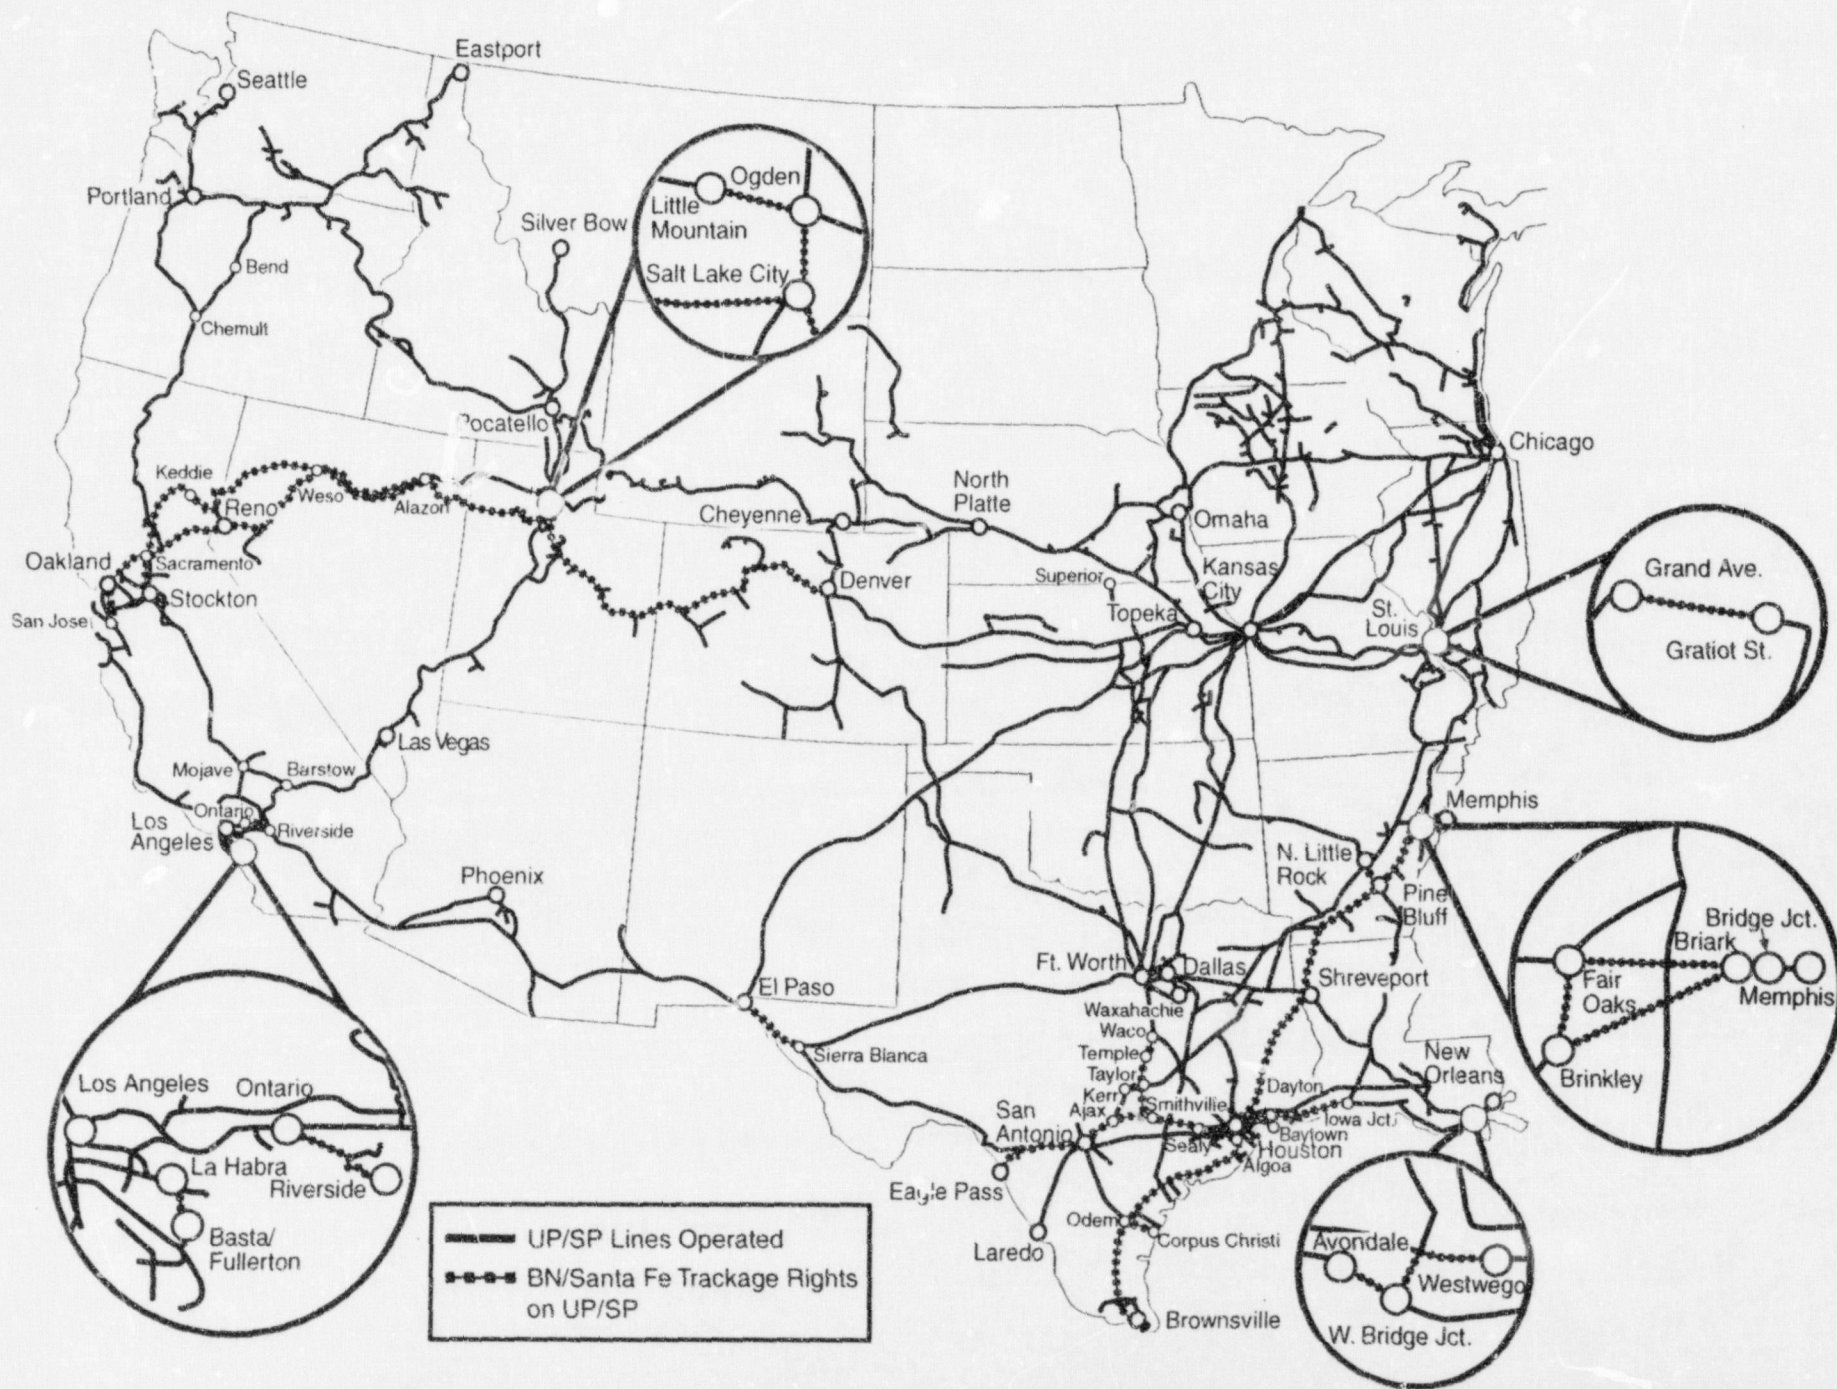 Eastport
Seattle
Portland
Silver Bow
Bend
Chemult
Ogden
Little
Mountain
Salt Lake City
Pocatello
Keddie
Reno
Weso
Alazon
Oakland
Sacramento
Stockton
San Jose
Cheyenne
North
Platte
Omaha
Chicago
Denver
Superior
Topeka
Kansas
City
St.
Louis
Grand Ave.
Gratiot St.
Las Vegas
Mojave
Barstow
Ontario
Los
Angeles
Riverside
Phoenix
El Paso
Sierra Blanca
Memphis
N. Little
Rock
Pine
Bluff
Ft. Worth
Dallas
Shreveport
Waxahachie
Waco
Temple
Taylor
Kerr
Ajax
Smithville
San
Antonio
Sealy
Dayton
Iowa Jct.
Baytown
Houston
Algoa
New
Orleans
Eagle Pass
Laredo
Odem
Corpus Christi
Brownsville
Bridge Jct.
Briark
Fair
Oaks
Memphis
Brinkley
Avondale
Westwego
W. Bridge Jct.
Los Angeles
Ontario
La Habra
Riverside
Basta/
Fullerton
UP/SP Lines Operated
BN/Santa Fe Trackage Rights
on UP/SP